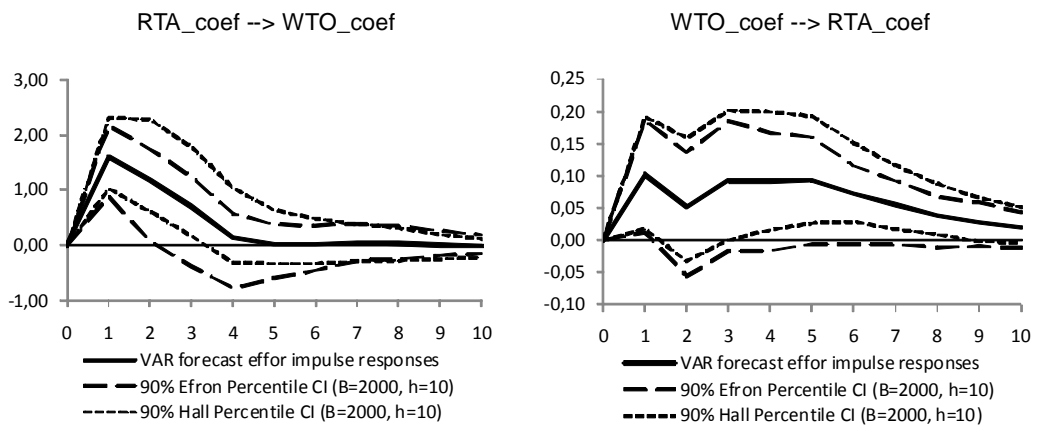 RTA_coef --> WTO_coef
3,00
2,00
1,00
0,00
-1,00
0 1 2 3 4 5 6 7 8 9 10
VAR forecast effor impulse responses
90% Efron Percentile CI (B=2000, h=10)
90% Hall Percentile CI (B=2000, h=10)
WTO_coef --> RTA_coef
0,25
0,20
0,15
0,10
0,05
0,00
-0,05
-0,10
0 1 2 3 4 5 6 7 8 9 10
VAR forecast effor impulse responses
90% Efron Percentile CI (B=2000, h=10)
90% Hall Percentile CI (B=2000, h=10)